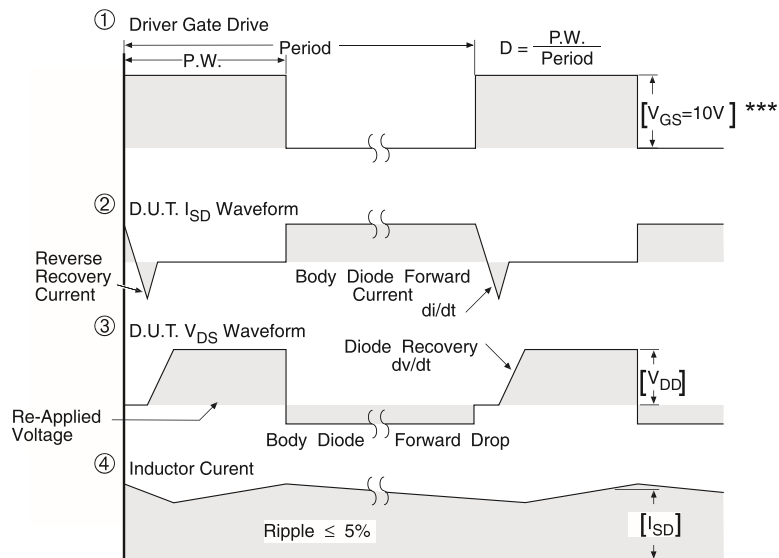 ① Driver Gate Drive
Period
P.W.
D = P.W.
Period
[VGS=10V] ***
② D.U.T. ISD Waveform
Reverse
Recovery
Current
Body Diode Forward
Current
di/dt
③ D.U.T. VDS Waveform
Diode Recovery
dv/dt
[VDD]
Re-Applied
Voltage
Body Diode Forward Drop
④ Inductor Curent
Ripple ≤ 5%
[ISD]